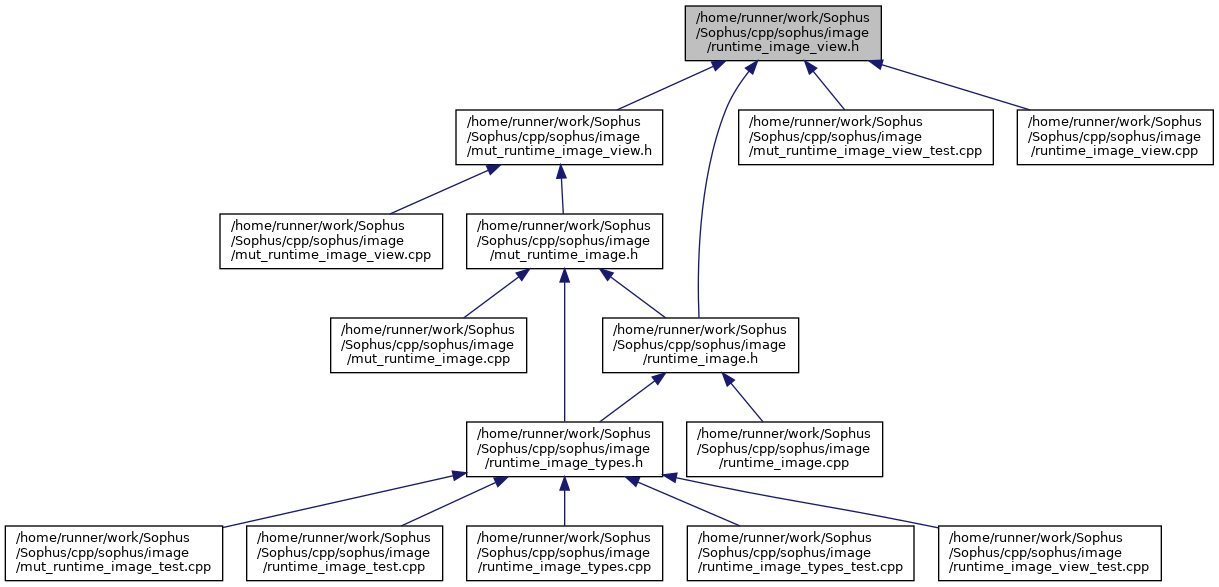 /home/runner/work/Sophus
/Sophus/cpp/sophus/image
/runtime_image_view.h
/home/runner/work/Sophus
/Sophus/cpp/sophus/image
/mut_runtime_image_view.h
/home/runner/work/Sophus
/Sophus/cpp/sophus/image
/mut_runtime_image_view_test.cpp
/home/runner/work/Sophus
/Sophus/cpp/sophus/image
/runtime_image_view.cpp
/home/runner/work/Sophus
/Sophus/cpp/sophus/image
/mut_runtime_image_view.cpp
/home/runner/work/Sophus
/Sophus/cpp/sophus/image
/mut_runtime_image.h
/home/runner/work/Sophus
/Sophus/cpp/sophus/image
/mut_runtime_image.cpp
/home/runner/work/Sophus
/Sophus/cpp/sophus/image
/runtime_image.h
/home/runner/work/Sophus
/Sophus/cpp/sophus/image
/runtime_image_types.h
/home/runner/work/Sophus
/Sophus/cpp/sophus/image
/runtime_image.cpp
/home/runner/work/Sophus
/Sophus/cpp/sophus/image
/mut_runtime_image_test.cpp
/home/runner/work/Sophus
/Sophus/cpp/sophus/image
/runtime_image_test.cpp
/home/runner/work/Sophus
/Sophus/cpp/sophus/image
/runtime_image_types.cpp
/home/runner/work/Sophus
/Sophus/cpp/sophus/image
/runtime_image_types_test.cpp
/home/runner/work/Sophus
/Sophus/cpp/sophus/image
/runtime_image_view_test.cpp